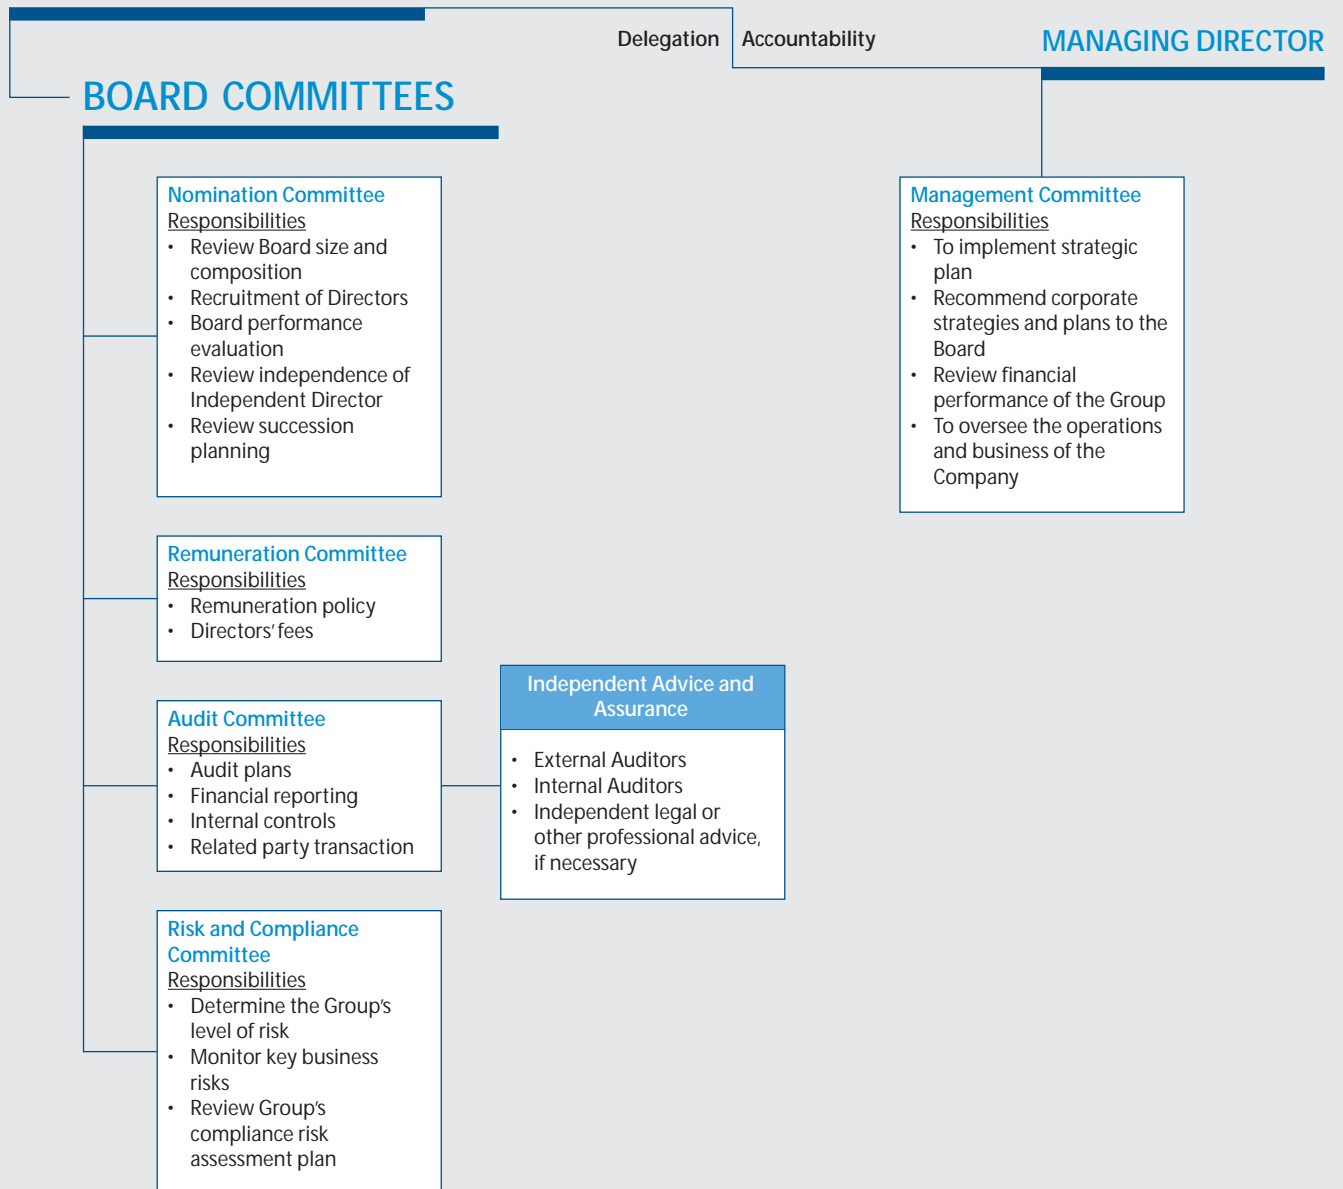 Delegation
Accountability
MANAGING DIRECTOR
BOARD COMMITTEES
Nomination Committee
Responsibilities
• Review Board size and
composition
• Recruitment of Directors
• Board performance
evaluation
• Review independence of
Independent Director
• Review succession
planning
Management Committee
Responsibilities
• To implement strategic
plan
• Recommend corporate
strategies and plans to the
Board
• Review financial
performance of the Group
• To oversee the operations
and business of the
Company
Remuneration Committee
Responsibilities
• Remuneration policy
• Directors' fees
Audit Committee
Responsibilities
• Audit plans
• Financial reporting
• Internal controls
• Related party transaction
Independent Advice and
Assurance
• External Auditors
• Internal Auditors
• Independent legal or
other professional advice,
if necessary
Risk and Compliance
Committee
Responsibilities
• Determine the Group's
level of risk
• Monitor key business
risks
• Review Group's
compliance risk
assessment plan